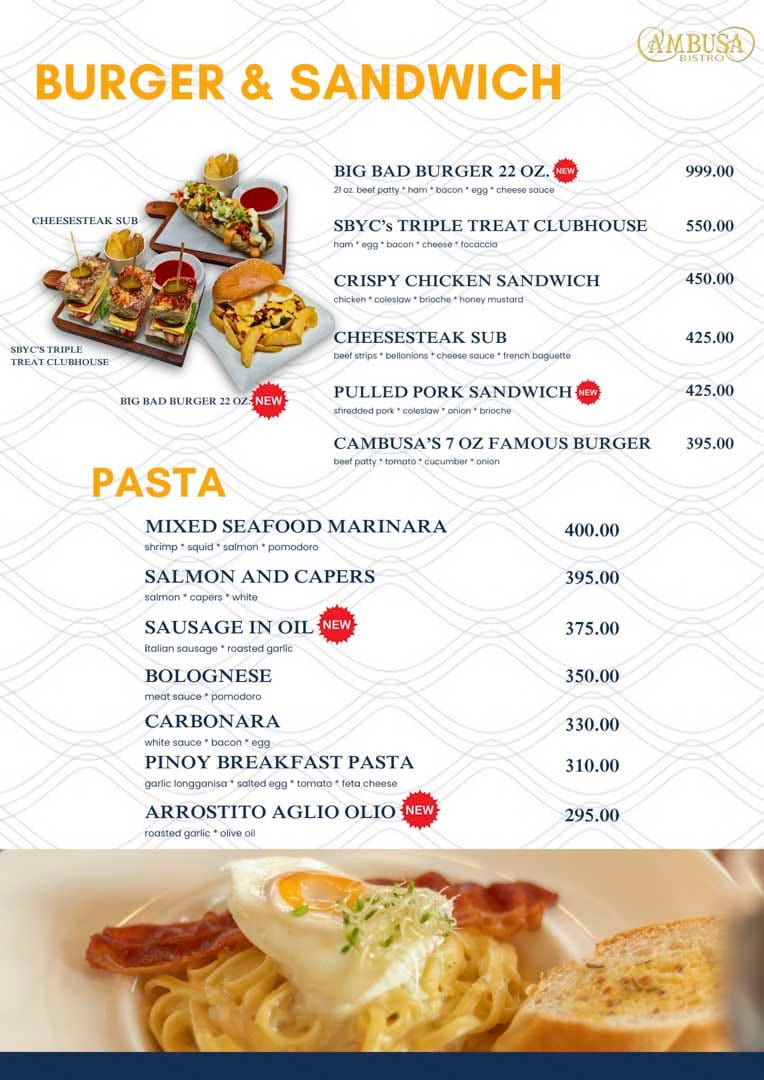 CAMBUSA
BISTRO
BURGER & SANDWICH
CHEESESTEAK SUB
SBYC'S TRIPLE
TREAT CLUBHOUSE
BIG BAD BURGER 22 OZ. NEW
BIG BAD BURGER 22 OZ. NEW 999.00
21 oz. beef patty * ham * bacon * egg * cheese sauce
SBYC's TRIPLE TREAT CLUBHOUSE 550.00
ham * egg * bacon * cheese * focaccia
CRISPY CHICKEN SANDWICH 450.00
chicken * coleslaw * brioche * honey mustard
CHEESESTEAK SUB 425.00
beef strips * bellonions * cheese sauce * french baguette
PULLED PORK SANDWICH NEW 425.00
shredded pork * coleslaw * onion * brioche
CAMBUSA'S 7 OZ FAMOUS BURGER 395.00
beef patty * tomato * cucumber * onion
PASTA
MIXED SEAFOOD MARINARA 400.00
shrimp * squid * salmon * pomodoro
SALMON AND CAPERS 395.00
salmon * capers * white
SAUSAGE IN OIL NEW 375.00
Italian sausage * roasted garlic
BOLOGNESE 350.00
meat sauce * pomodoro
CARBONARA 330.00
white sauce * bacon * egg
PINOY BREAKFAST PASTA 310.00
garlic longganisa * salted egg * tomato * feta cheese
ARROSTITO AGLIO OLIO NEW 295.00
roasted garlic * olive oil